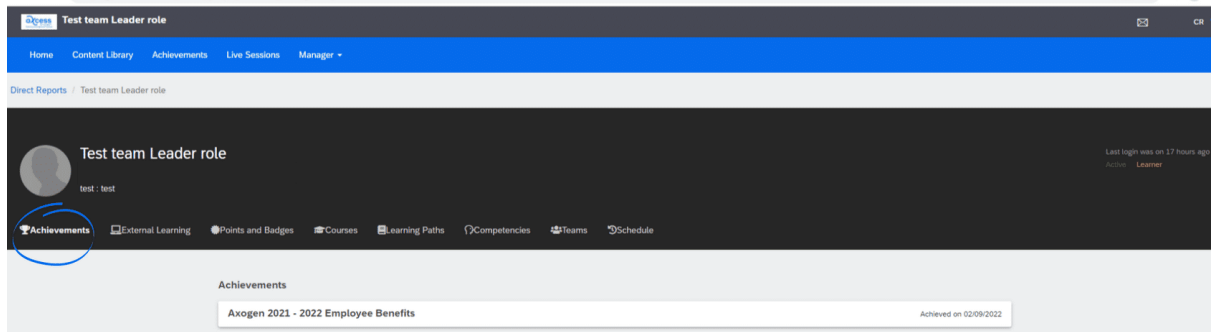 axcess Test team Leader role CR
Home Content Library Achievements Live Sessions Manager
Direct Reports / Test team Leader role
Test team Leader role
Last login was on 17 hours ago
Active Learner
test : test
Achievements External Learning Points and Badges Courses Learning Paths Competencies Teams Schedule
Achievements
Axogen 2021 - 2022 Employee Benefits Achieved on 02/09/2022